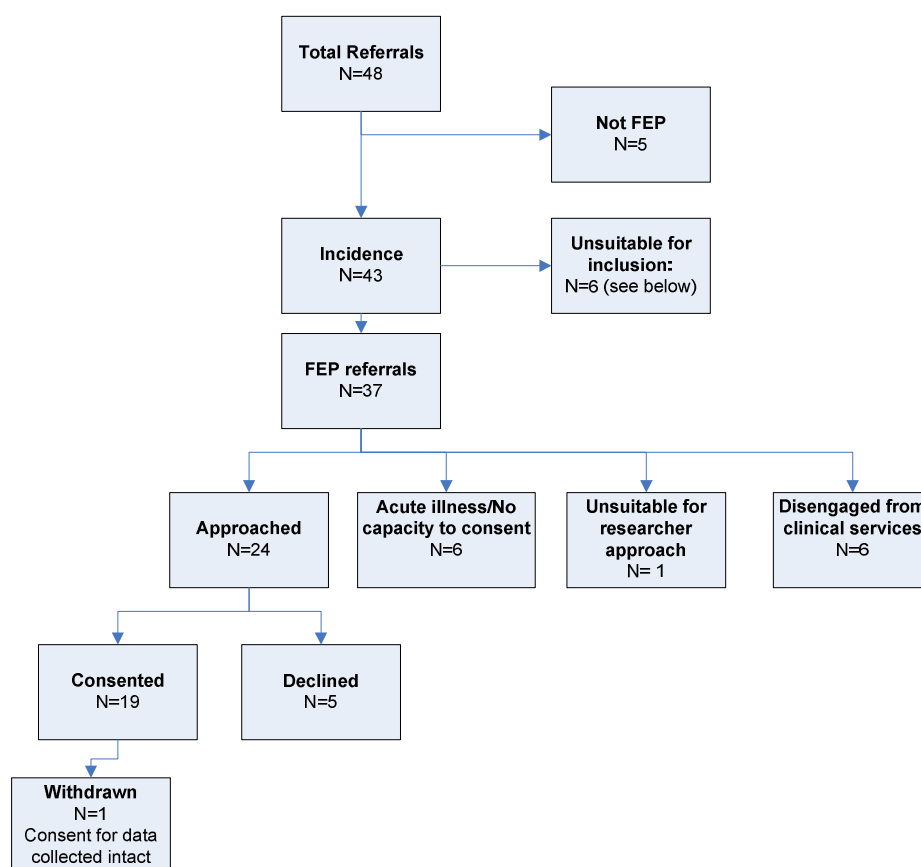 Total Referrals
N=48
Not FEP
N=5
Incidence
N=43
Unsuitable for
inclusion:
N=6 (see below)
FEP referrals
N=37
Approached
N=24
Acute illness/No
capacity to consent
N=6
Unsuitable for
researcher
approach
N= 1
Disengaged from
clinical services
N=6
Consented
N=19
Declined
N=5
Withdrawn
N=1
Consent for data
collected intact